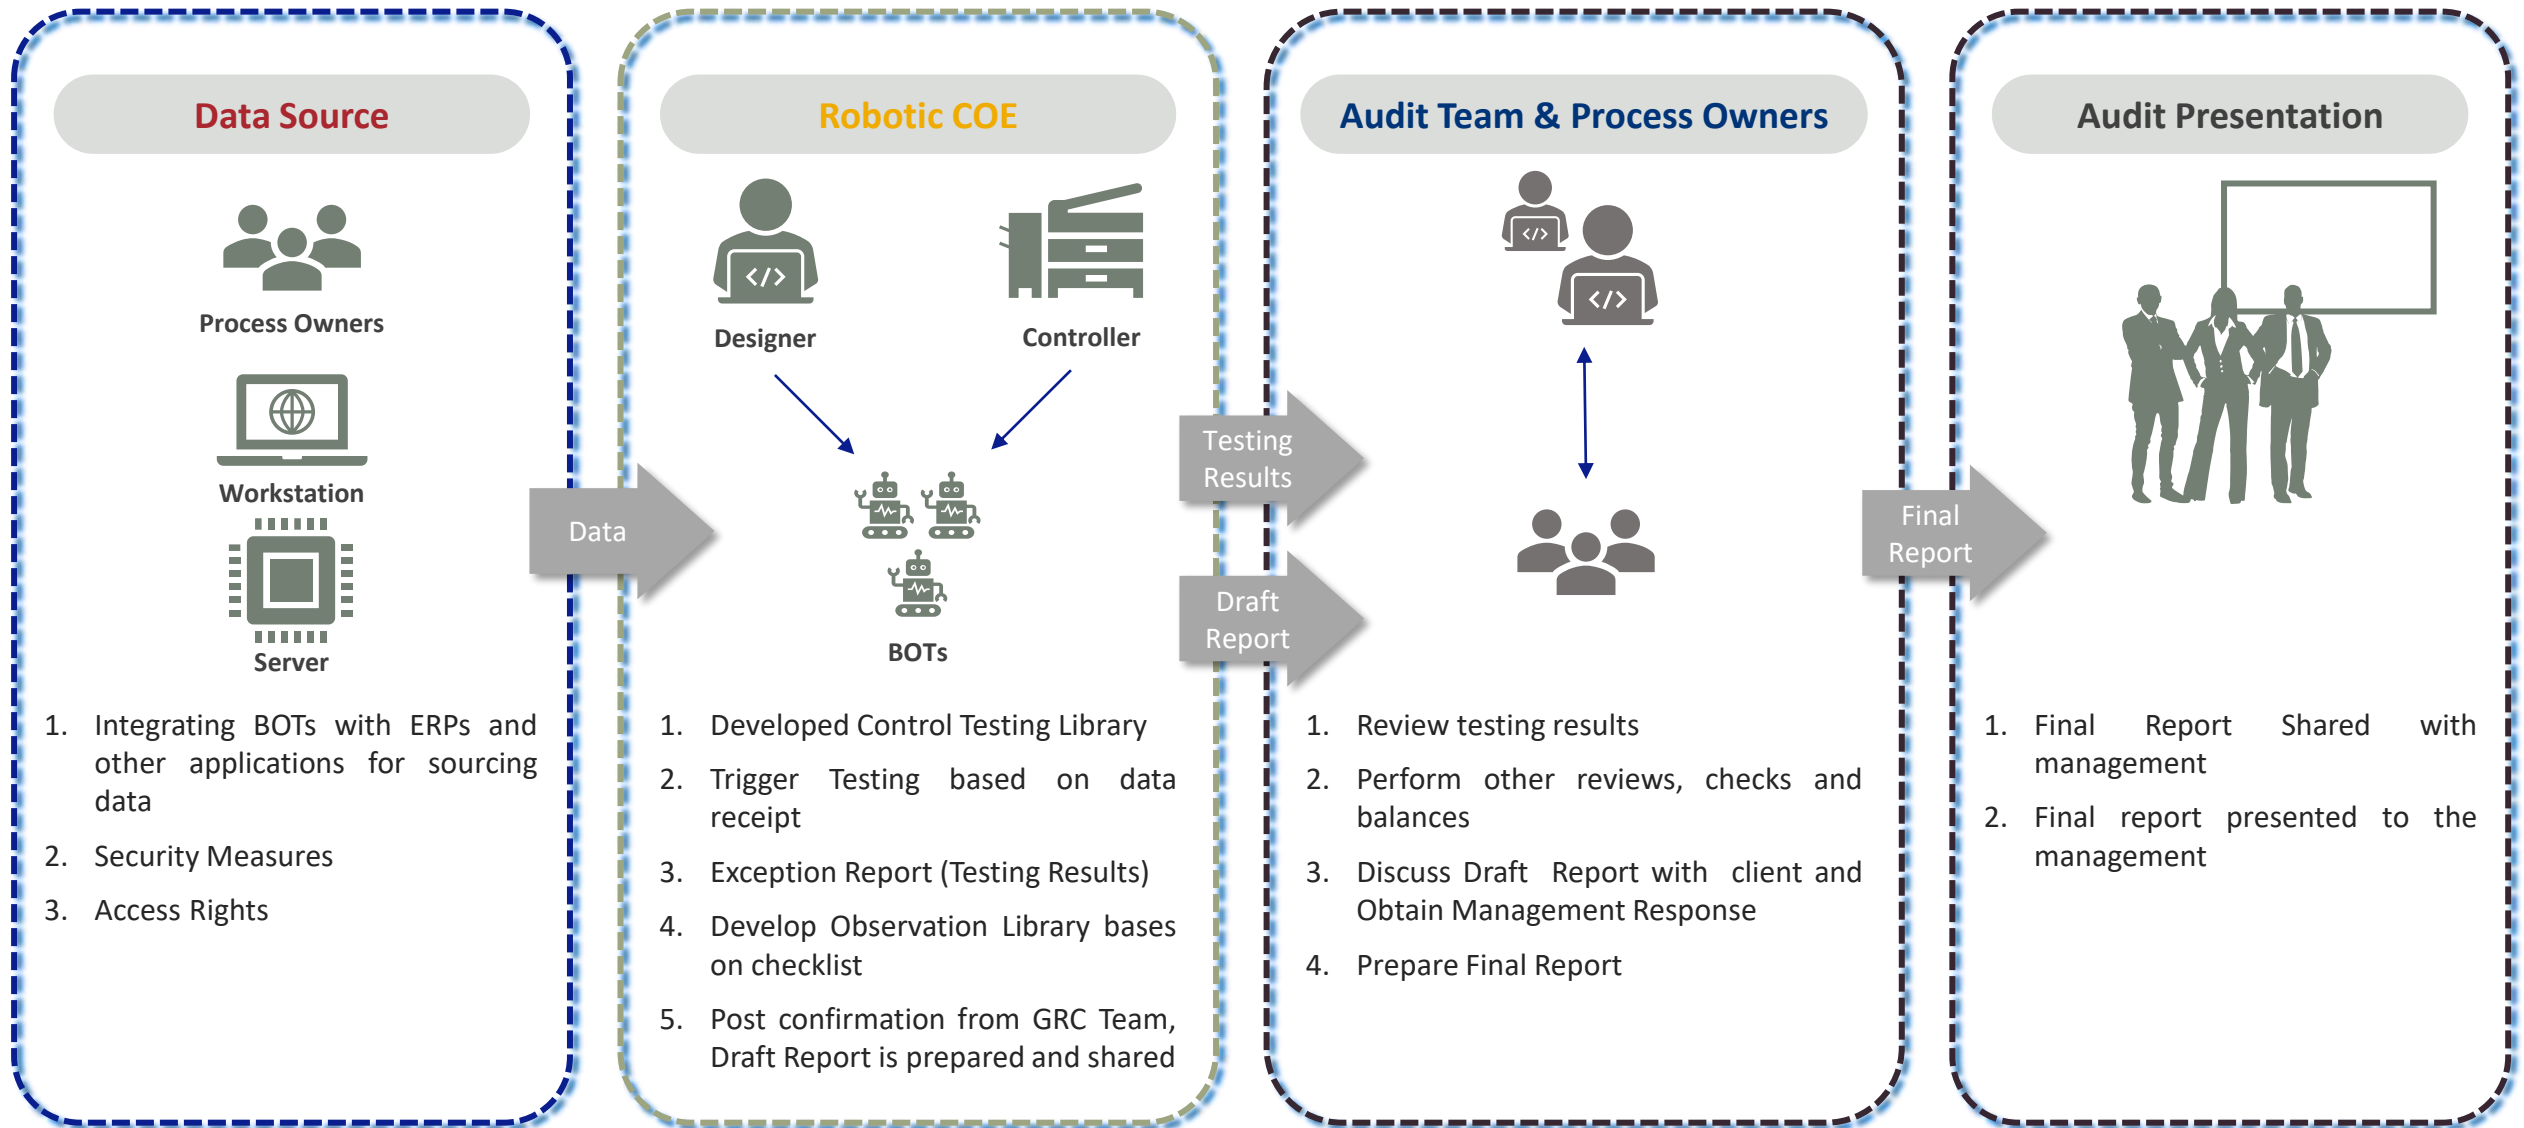 Data Source
Process Owners
Workstation
Server
1. Integrating BOTs with ERPs and
other applications for sourcing
data
2. Security Measures
3. Access Rights
Data
Robotic COE
</>
Designer
Controller
BOTs
1. Developed Control Testing Library
2. Trigger Testing based on data
receipt
3. Exception Report (Testing Results)
4. Develop Observation Library bases
on checklist
5. Post confirmation from GRC Team,
Draft Report is prepared and shared
Testing
Results
Draft
Report
Audit Team & Process Owners
</>
</>
1. Review testing results
2. Perform other reviews, checks and
balances
3. Discuss Draft Report with client and
Obtain Management Response
4. Prepare Final Report
Final
Report
Audit Presentation
1. Final Report Shared with
management
2. Final report presented to the
management